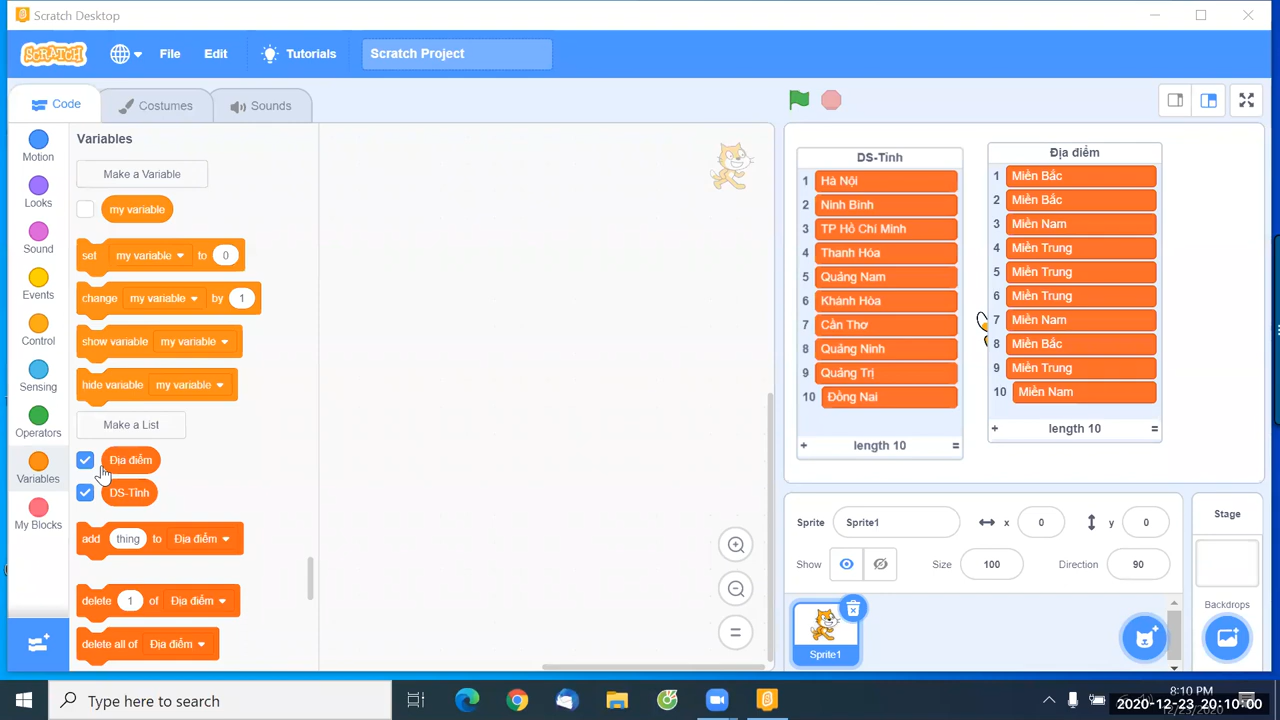 Scratch Desktop
SCRATCH
File
Edit
Tutorials
Scratch Project
Code
Costumes
Sounds
Motion
Looks
Sound
Events
Control
Sensing
Operators
Variables
My Blocks
Variables
Make a Variable
my variable
set my variable to 0
change my variable by 1
show variable my variable
hide variable my variable
Make a List
Địa điểm
DS-Tỉnh
add thing to Địa điểm
delete 1 of Địa điểm
delete all of Địa điểm
DS-Tỉnh
1 Hà Nội
2 Ninh Bình
3 TP Hồ Chí Minh
4 Thanh Hóa
5 Quảng Nam
6 Khánh Hòa
7 Cần Thơ
8 Quảng Ninh
9 Quảng Trị
10 Đồng Nai
+ length 10 =
Địa điểm
1 Miền Bắc
2 Miền Bắc
3 Miền Nam
4 Miền Trung
5 Miền Trung
6 Miền Trung
7 Miền Nam
8 Miền Bắc
9 Miền Trung
10 Miền Nam
+ length 10 =
Sprite Sprite1 x 0 y 0
Show Size 100 Direction 90
Sprite1
Stage
Backdrops
Type here to search
8:10 PM
12/23/2020
2020-12-23 20:10:00